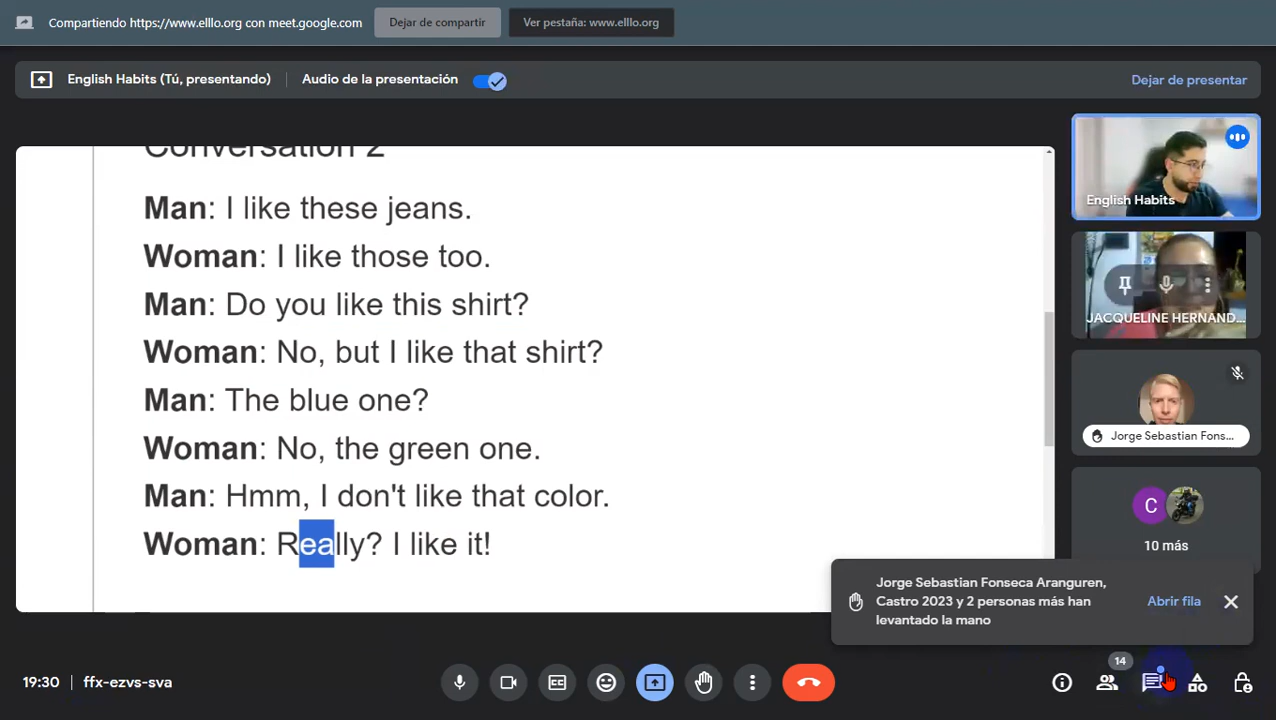 Compartiendo https://www.elllo.org con meet.google.com
Dejar de compartir
Ver pestaña: www.elllo.org
English Habits (Tú, presentando)
Audio de la presentación
Dejar de presentar
Conversation 2
Man: I like these jeans.
Woman: I like those too.
Man: Do you like this shirt?
Woman: No, but I like that shirt?
Man: The blue one?
Woman: No, the green one.
Man: Hmm, I don't like that color.
Woman: Really? I like it!
English Habits
JACQUELINE HERNAND...
Jorge Sebastian Fons...
C
10 más
Jorge Sebastian Fonseca Aranguren,
Castro 2023 y 2 personas más han
levantado la mano
Abrir fila
19:30
ffx-ezvs-sva
14